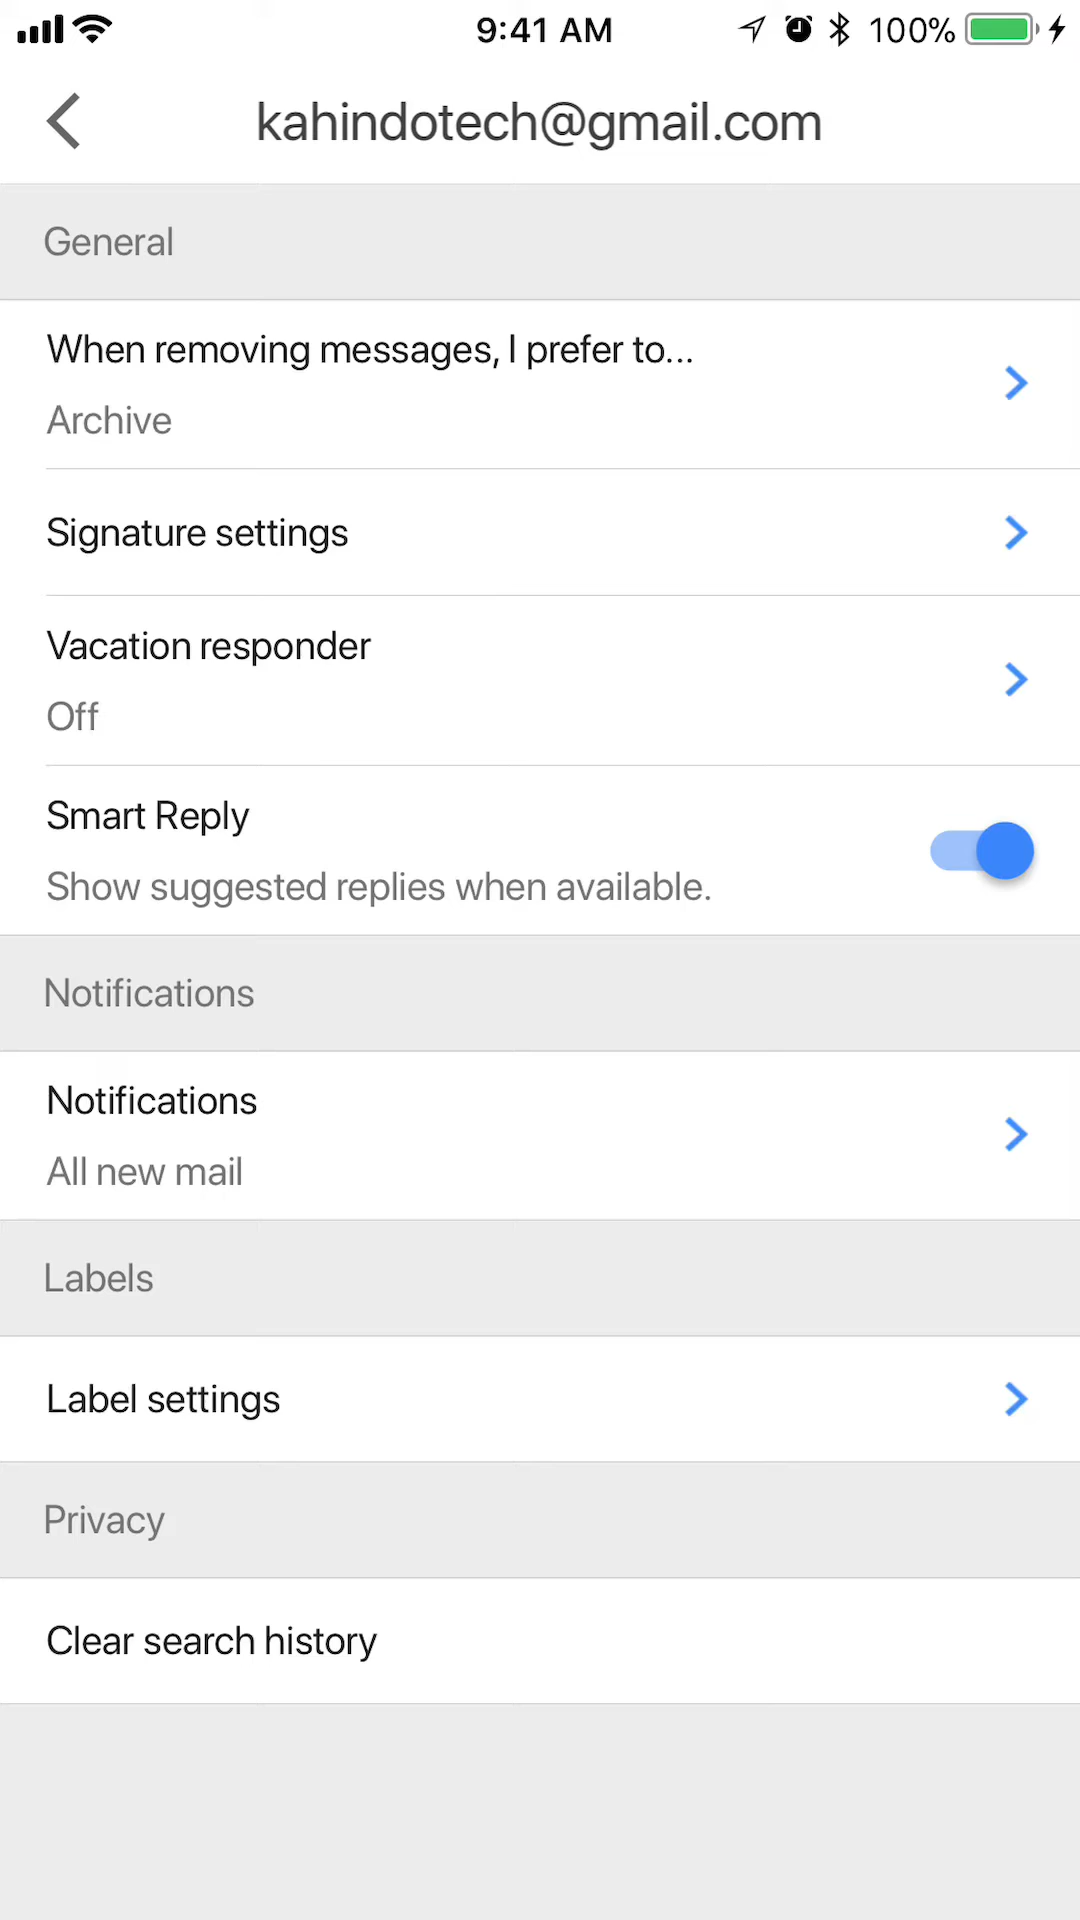 9:41 AM 100%
kahindotech@gmail.com
General
When removing messages, I prefer to...
Archive
Signature settings
Vacation responder
Off
Smart Reply
Show suggested replies when available.
Notifications
Notifications
All new mail
Labels
Label settings
Privacy
Clear search history